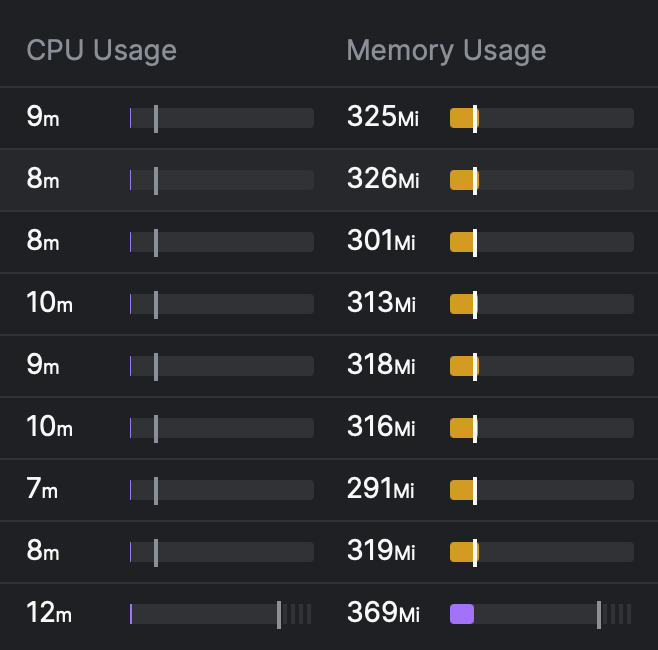 CPU Usage Memory Usage
9m 325Mi
8m 326Mi
8m 301Mi
10m 313Mi
9m 318Mi
10m 316Mi
7m 291Mi
8m 319Mi
12m 369Mi